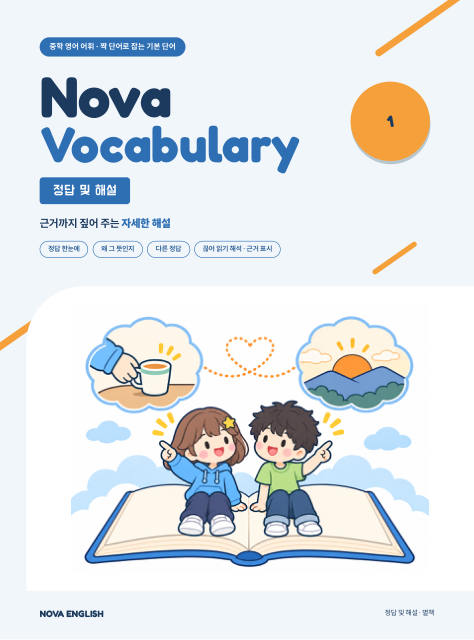 중학 영어 어휘 · 짝 단어로 잡는 기본 단어
Nova
Vocabulary
1
정답 및 해설
근거까지 짚어 주는 자세한 해설
정답 한눈에
왜 그 뜻인지
다른 정답
끊어 읽기 해석 · 근거 표시
NOVA ENGLISH
정답 및 해설 · 별책